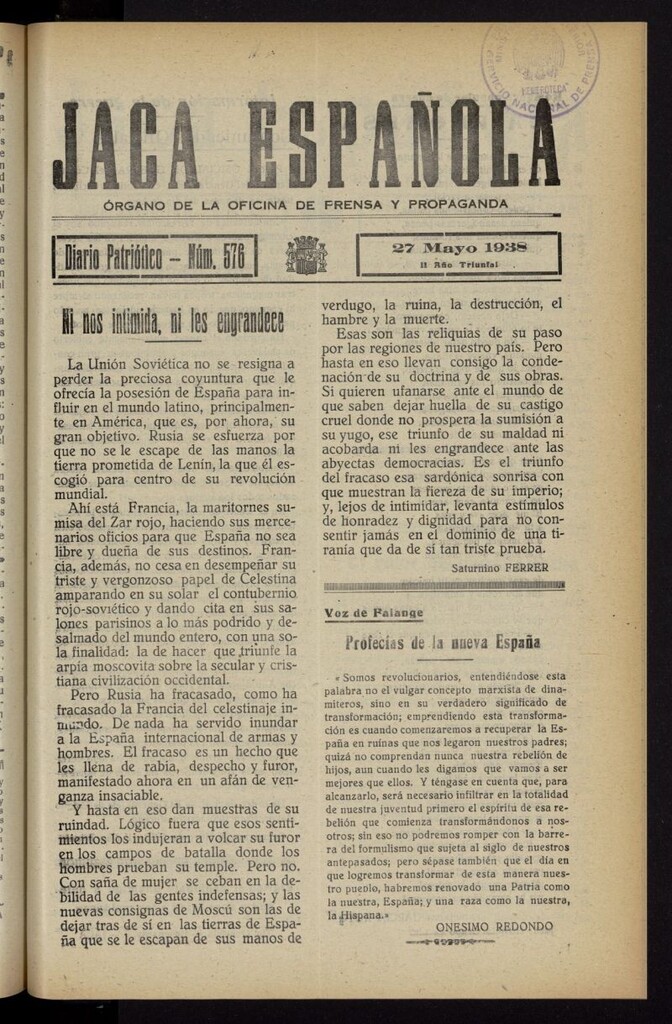 SERVICIO NACIONAL DE PRENSA
HEMEROTECA
JACA ESPAÑOLA
ÓRGANO DE LA OFICINA DE PRENSA Y PROPAGANDA
Diario Patriótico — Núm. 576
27 Mayo 1938
II Año Triunfal
Ni nos intimida, ni les engrandece
La Unión Soviética no se resigna a
perder la preciosa coyuntura que le
ofrecía la posesión de España para in-
fluir en el mundo latino, principalmen-
te en América, que es, por ahora, su
gran objetivo. Rusia se esfuerza por
que no se le escape de las manos la
tierra prometida de Lenín, la que él es-
cogió para centro de su revolución
mundial.
Ahí está Francia, la maritornes su-
misa del Zar rojo, haciendo sus merce-
narios oficios para que España no sea
libre y dueña de sus destinos. Fran-
cia, además, no cesa en desempeñar su
triste y vergonzoso papel de Celestina
amparando en su solar el contubernio
rojo-soviético y dando cita en sus sa-
lones parisinos a lo más podrido y de-
salmado del mundo entero, con una so-
la finalidad: la de hacer que triunfe la
arpía moscovita sobre la secular y cris-
tiana civilización occidental.
Pero Rusia ha fracasado, como ha
fracasado la Francia del celestinaje in-
mundo. De nada ha servido inundar
a la España internacional de armas y
hombres. El fracaso es un hecho que
les llena de rabia, despecho y furor,
manifestado ahora en un afán de ven-
ganza insaciable.
Y hasta en eso dan muestras de su
ruindad. Lógico fuera que esos senti-
mientos los indujeran a volcar su furor
en los campos de batalla donde los
hombres prueban su temple. Pero no.
Con saña de mujer se ceban en la de-
bilidad de las gentes indefensas; y las
nuevas consignas de Moscú son las de
dejar tras de sí en las tierras de Espa-
ña que se le escapan de sus manos de
verdugo, la ruina, la destrucción, el
hambre y la muerte.
Esas son las reliquias de su paso
por las regiones de nuestro país. Pero
hasta en eso llevan consigo la conde-
nación de su doctrina y de sus obras.
Si quieren ufanarse ante el mundo de
que saben dejar huella de su castigo
cruel donde no prospera la sumisión a
su yugo, ese triunfo de su maldad ni
acobarda ni les engrandece ante las
abyectas democracias. Es el triunfo
del fracaso esa sardónica sonrisa con
que muestran la fiereza de su imperio;
y, lejos de intimidar, levanta estímulos
de honradez y dignidad para no con-
sentir jamás en el dominio de una ti-
ranía que da de sí tan triste prueba.
Saturnino FERRER
Voz de Falange
Profecías de la nueva España
«Somos revolucionarios, entendiéndose esta
palabra no el vulgar concepto marxista de dina-
miteros, sino en su verdadero significado de
transformación; emprendiendo esta transforma-
ción es cuando comenzaremos a recuperar la Es-
paña en ruinas que nos legaron nuestros padres;
quizá no comprendan nunca nuestra rebelión de
hijos, aun cuando les digamos que vamos a ser
mejores que ellos. Y téngase en cuenta que, para
alcanzarlo, será necesario infiltrar en la totalidad
de nuestra juventud primero el espíritu de esa re-
belión que comienza transformándonos a nos-
otros; sin eso no podremos romper con la barre-
ra del formulismo que sujeta al siglo de nuestros
antepasados; pero sépase también que el día en
que logremos transformar de esta manera nues-
tro pueblo, habremos renovado una Patria como
la nuestra, España; y una raza como la nuestra,
la Hispana.»
ONESIMO REDONDO